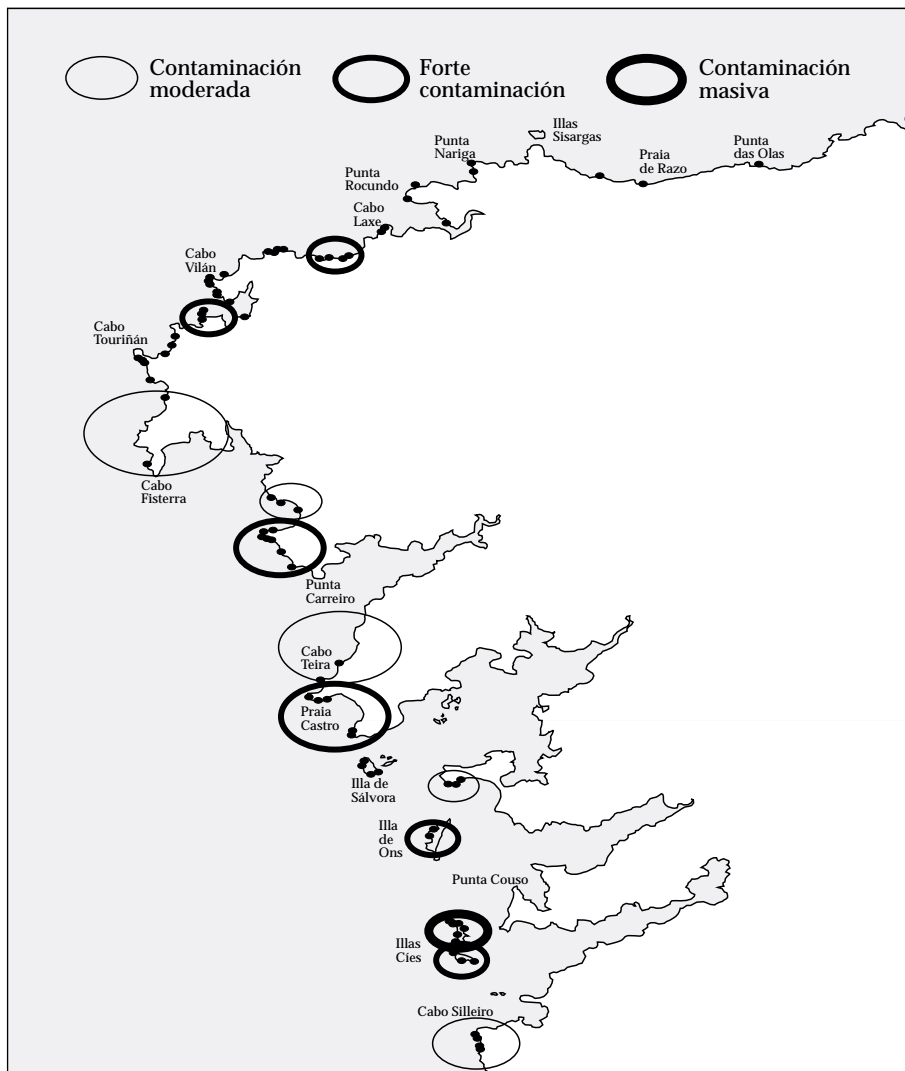 Contaminación
moderada
Forte
contaminación
Contaminación
masiva
Illas
Sisargas
Punta
Nariga
Praia
de Razo
Punta
das Olas
Punta
Rocundo
Cabo
Laxe
Cabo
Vilán
Cabo
Touriñán
Cabo
Fisterra
Punta
Carreiro
Cabo
Teira
Praia
Castro
Illa de
Sálvora
Illa
de
Ons
Punta Couso
Illas
Cíes
Cabo Silleiro